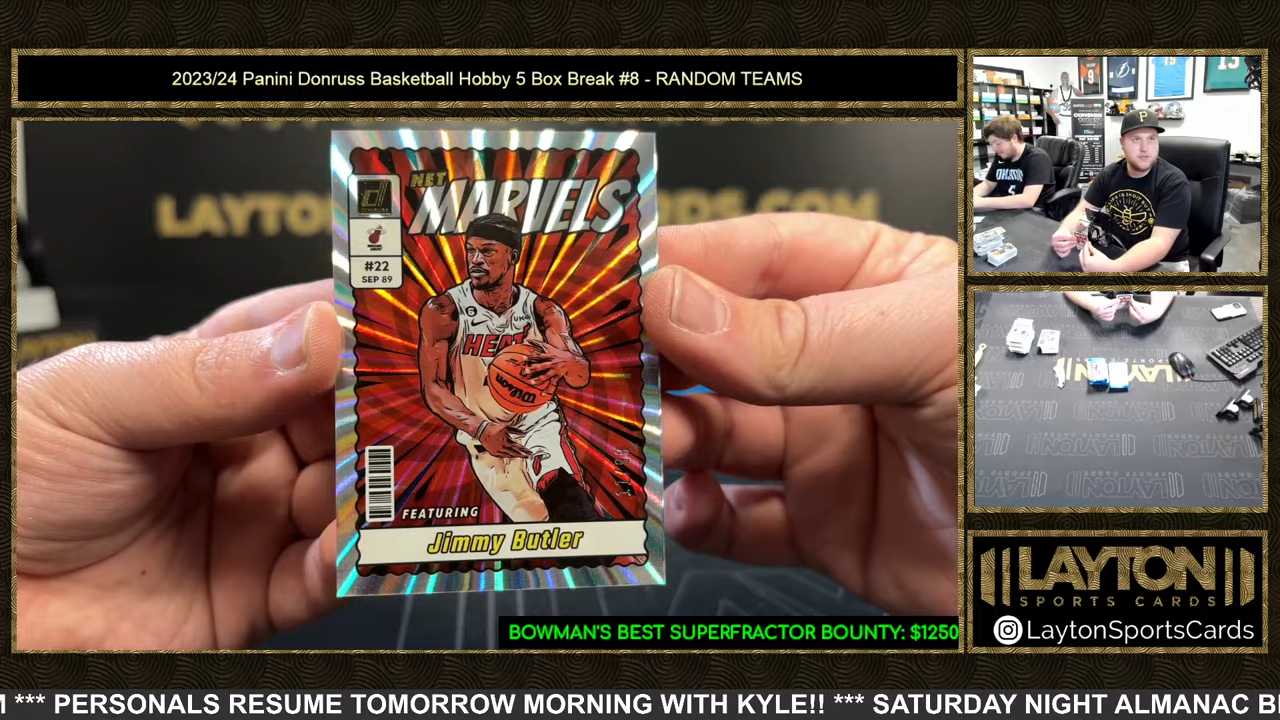 2023/24 Panini Donruss Basketball Hobby 5 Box Break #8 - RANDOM TEAMS
NET
MARVELS
DONRUSS
#22
SEP 89
HEAT
Wilson
FEATURING
Jimmy Butler
BOWMAN'S BEST SUPERFRACTOR BOUNTY: $1250
LAYTON
SPORTS CARDS
LaytonSportsCards
*** PERSONALS RESUME TOMORROW MORNING WITH KYLE!! *** SATURDAY NIGHT ALMANAC